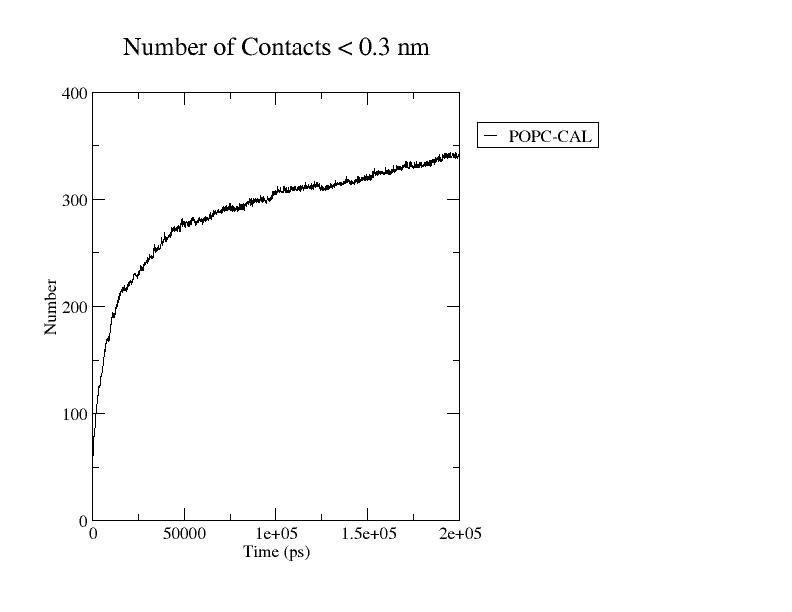 Number of Contacts < 0.3 nm
POPC-CAL
400
300
200
100
0
Number
0 50000 1e+05 1.5e+05 2e+05
Time (ps)